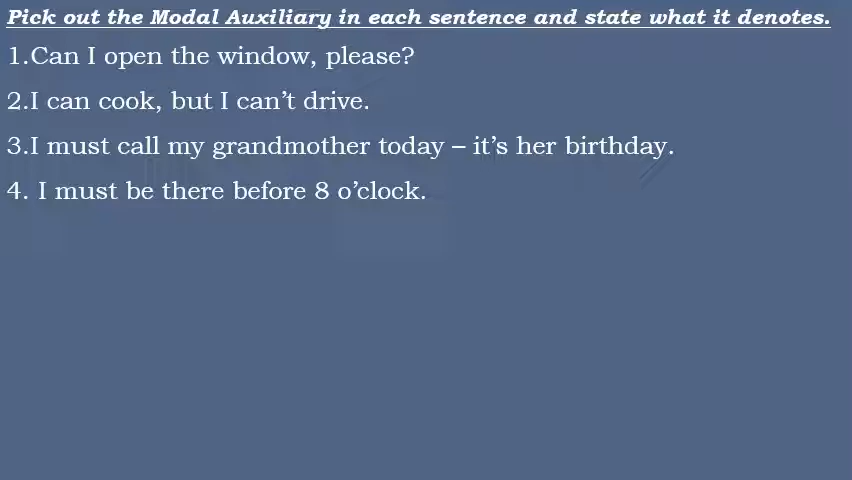 Pick out the Modal Auxiliary in each sentence and state what it denotes.
1.Can I open the window, please?
2.I can cook, but I can’t drive.
3.I must call my grandmother today – it’s her birthday.
4. I must be there before 8 o’clock.